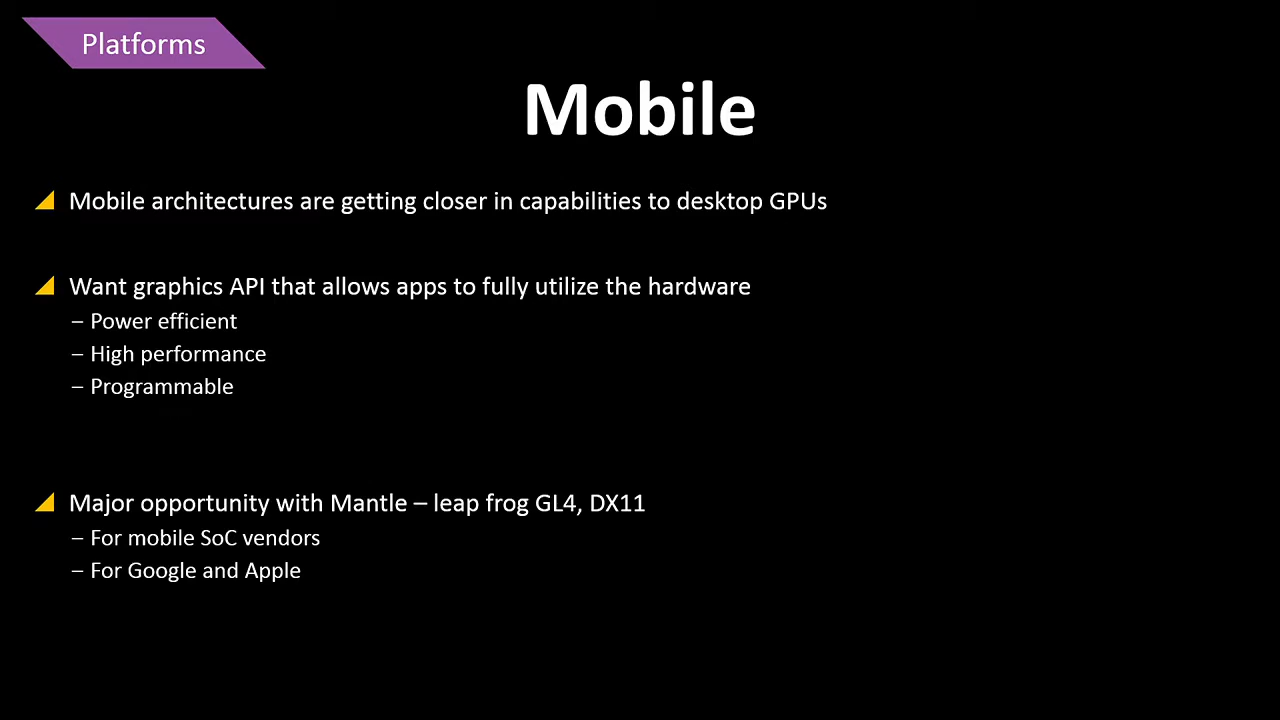 Platforms
Mobile
Mobile architectures are getting closer in capabilities to desktop GPUs
Want graphics API that allows apps to fully utilize the hardware
– Power efficient
– High performance
– Programmable
Major opportunity with Mantle – leap frog GL4, DX11
– For mobile SoC vendors
– For Google and Apple